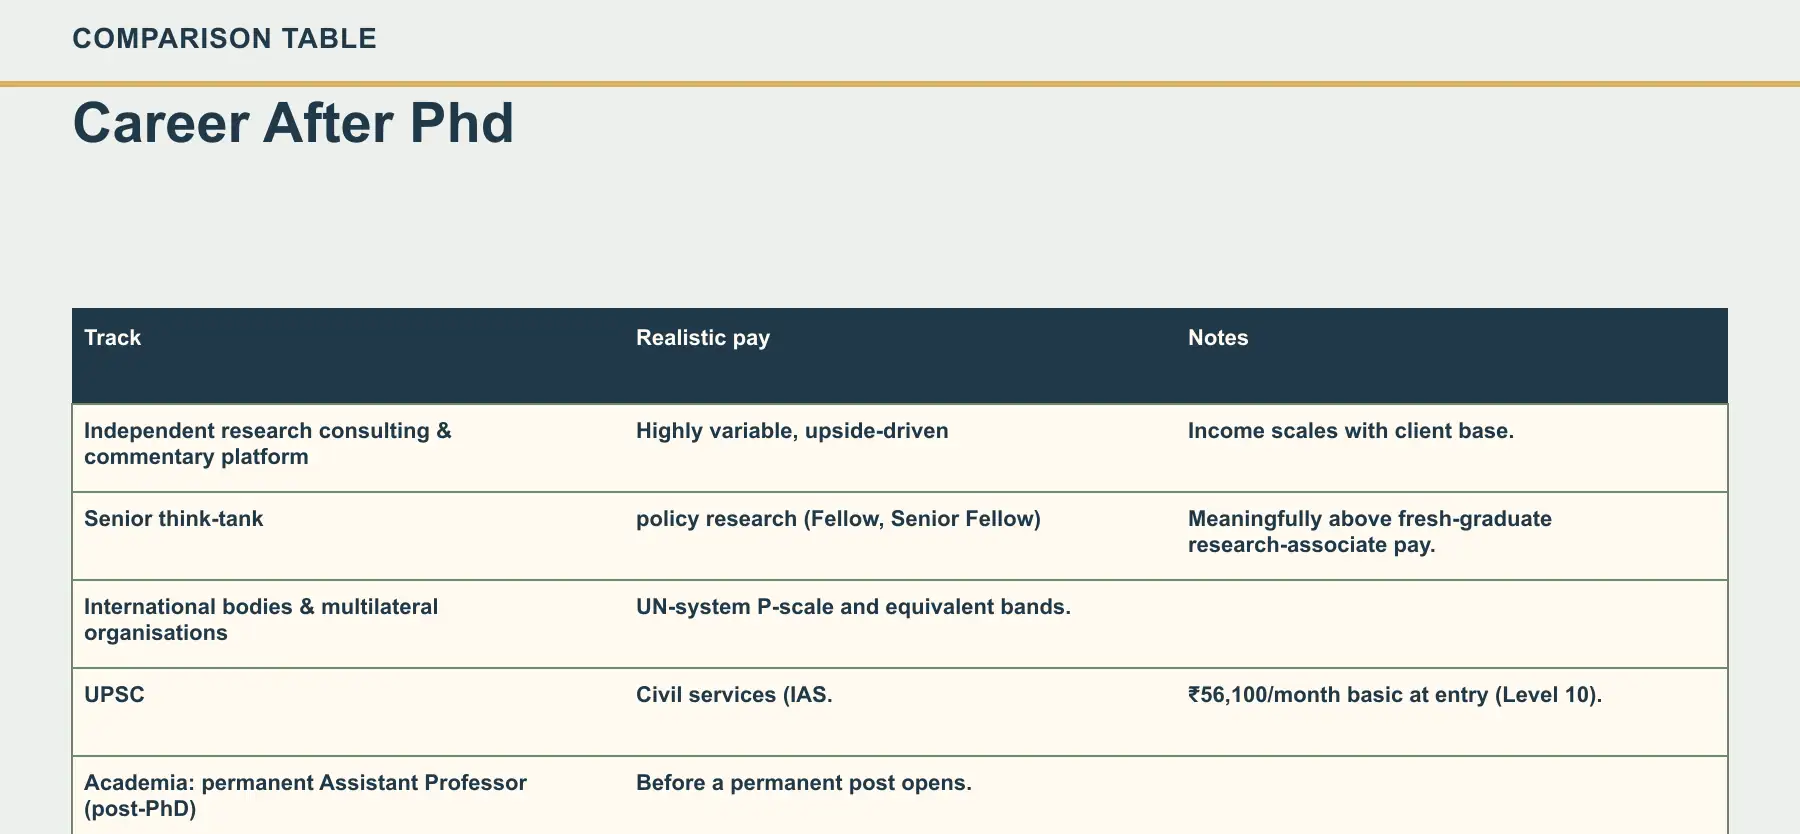 COMPARISON TABLE
Career After Phd
Track
Realistic pay
Notes
Independent research consulting &
commentary platform
Highly variable, upside-driven
Income scales with client base.
Senior think-tank
policy research (Fellow, Senior Fellow)
Meaningfully above fresh-graduate
research-associate pay.
International bodies & multilateral
organisations
UN-system P-scale and equivalent bands.
UPSC
Civil services (IAS.
₹56,100/month basic at entry (Level 10).
Academia: permanent Assistant Professor
(post-PhD)
Before a permanent post opens.